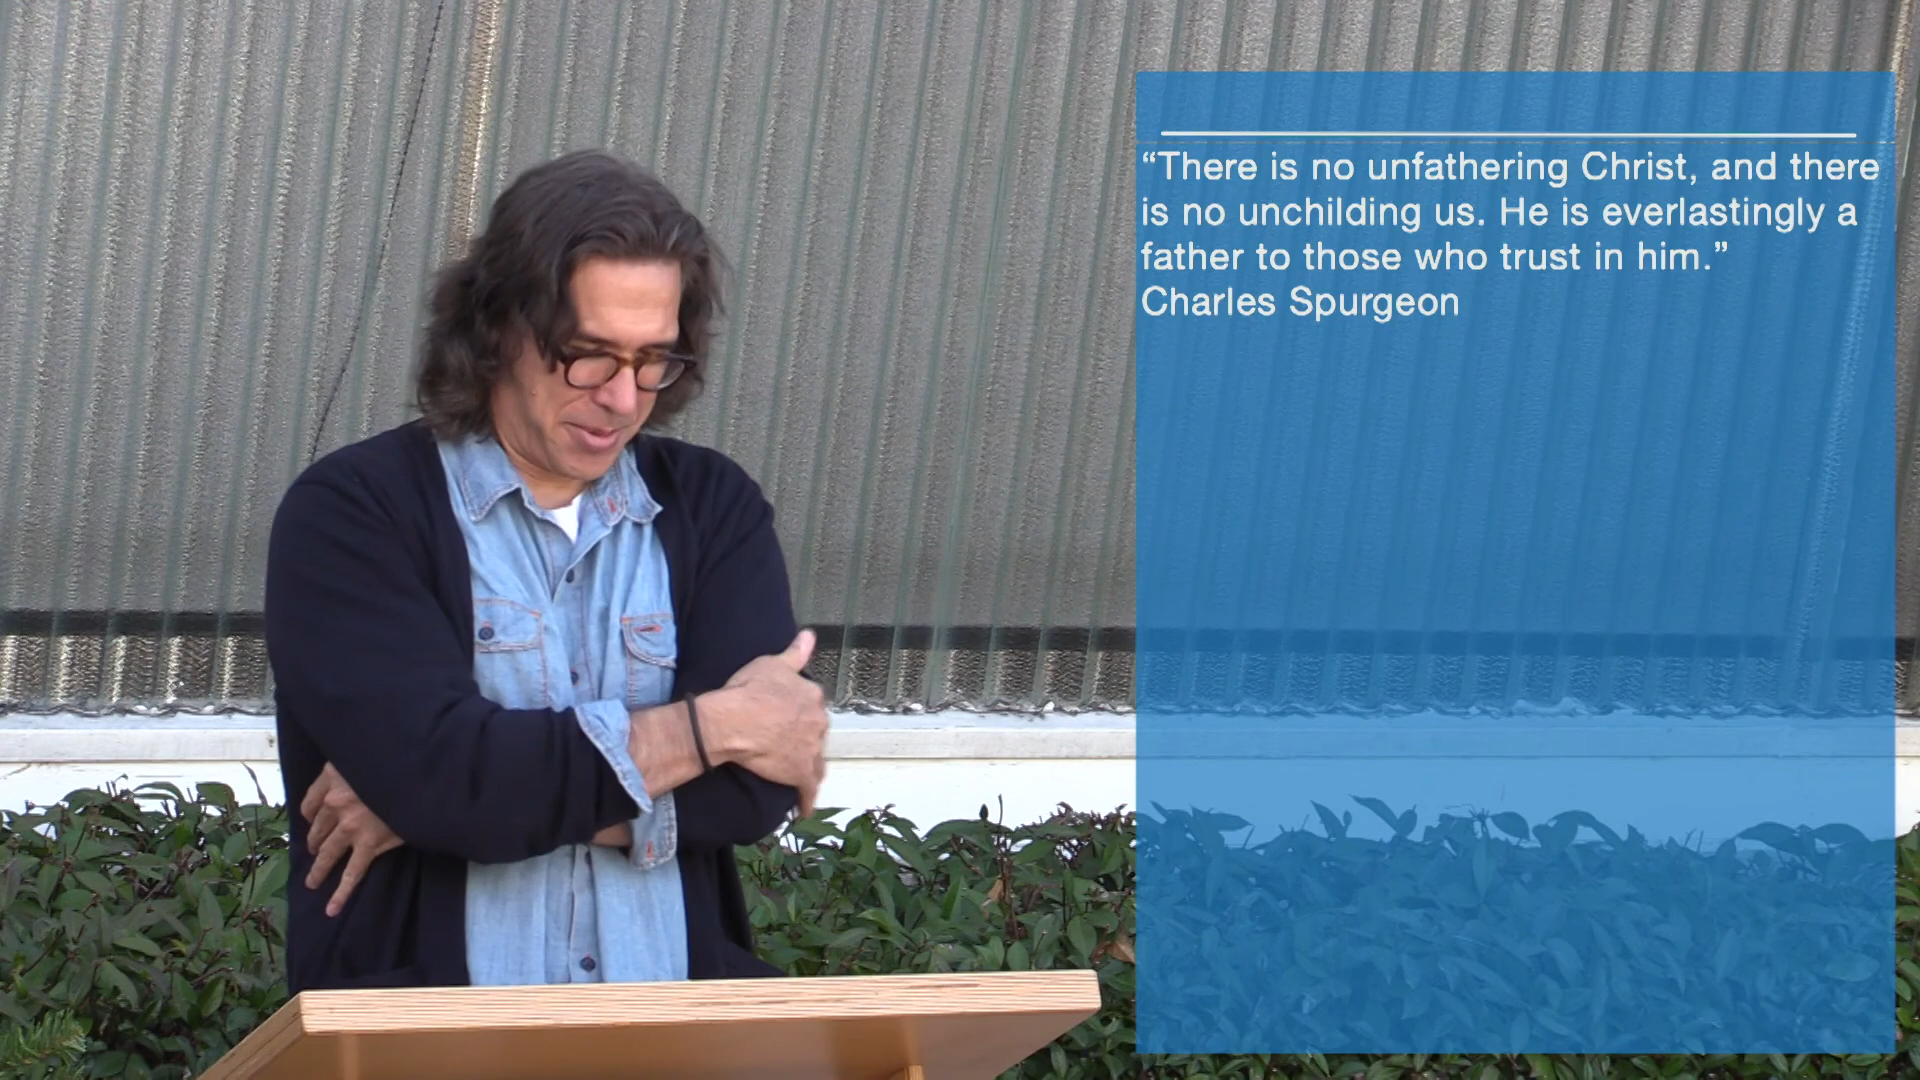 “There is no unfathering Christ, and there
is no unchilding us. He is everlastingly a
father to those who trust in him.”
Charles Spurgeon